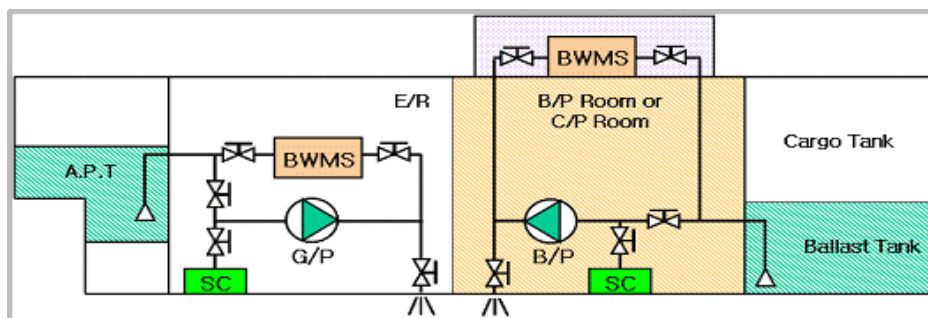 BWMS
E/R
B/P Room or
C/P Room
Cargo Tank
A.P.T
BWMS
G/P
B/P
Ballast Tank
SC
SC